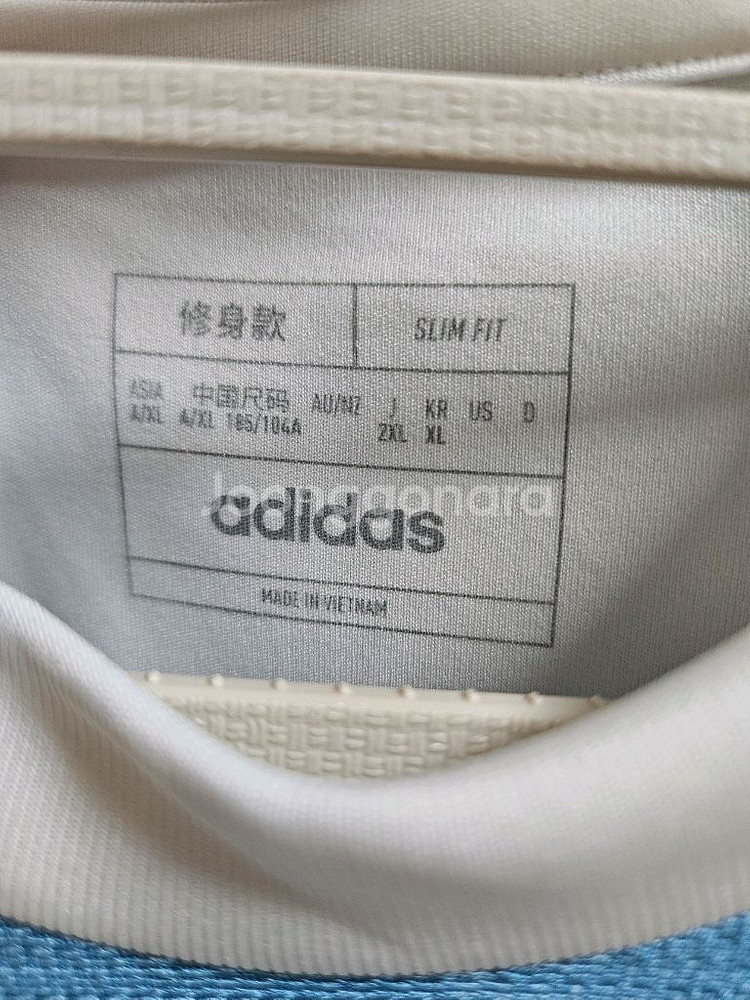 修身款 SLIM FIT
ASIA 中国尺码 AU/NZ J KR US D
A/XL A/XL 185/104A 2XL XL
Joonggonara
adidas
MADE IN VIETNAM